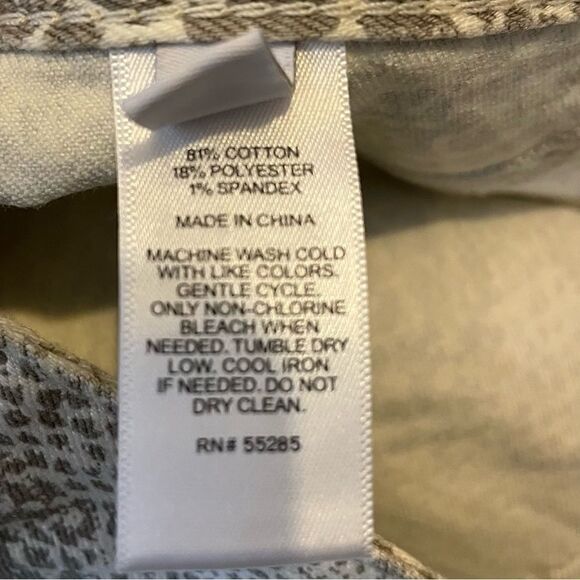 81% COTTON
18% POLYESTER
1% SPANDEX
MADE IN CHINA
MACHINE WASH COLD
WITH LIKE COLORS.
GENTLE CYCLE.
ONLY NON-CHLORINE
BLEACH WHEN
NEEDED. TUMBLE DRY
LOW. COOL IRON
IF NEEDED. DO NOT
DRY CLEAN.
RN# 55285